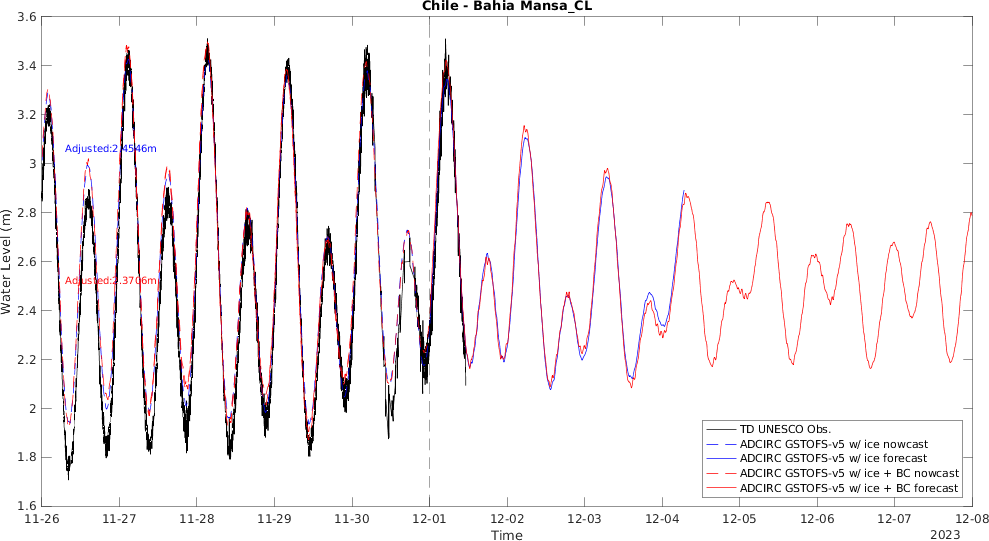 Chile - Bahia Mansa_CL
3.6
3.4
3.2
3
2.8
2.6
2.4
2.2
2
1.8
1.6
Water Level (m)
Adjusted:2.4546m
Adjusted:2.3706m
TD UNESCO Obs.
ADCIRC GSTOFS-v5 w/ ice nowcast
ADCIRC GSTOFS-v5 w/ ice forecast
ADCIRC GSTOFS-v5 w/ ice + BC nowcast
ADCIRC GSTOFS-v5 w/ ice + BC forecast
11-26 11-27 11-28 11-29 11-30 12-01 12-02 12-03 12-04 12-05 12-06 12-07 12-08
Time
2023